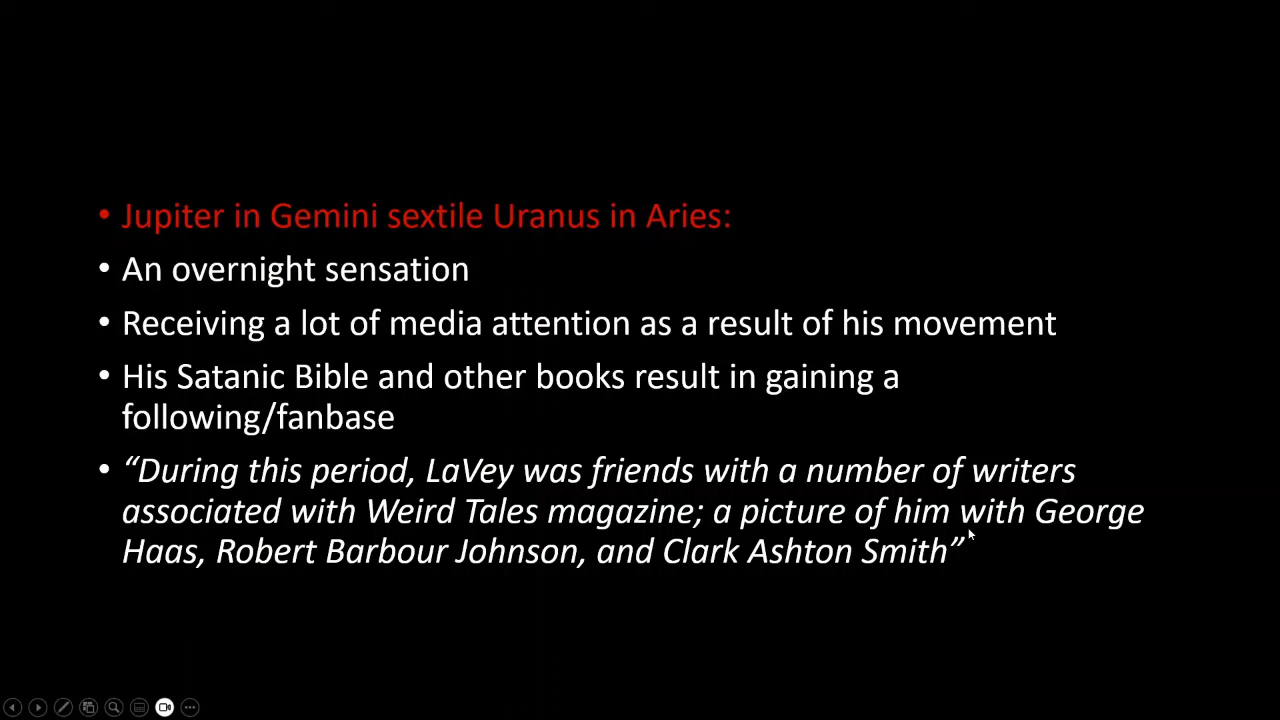 • Jupiter in Gemini sextile Uranus in Aries:
• An overnight sensation
• Receiving a lot of media attention as a result of his movement
• His Satanic Bible and other books result in gaining a
following/fanbase
• “During this period, LaVey was friends with a number of writers
associated with Weird Tales magazine; a picture of him with George
Haas, Robert Barbour Johnson, and Clark Ashton Smith”